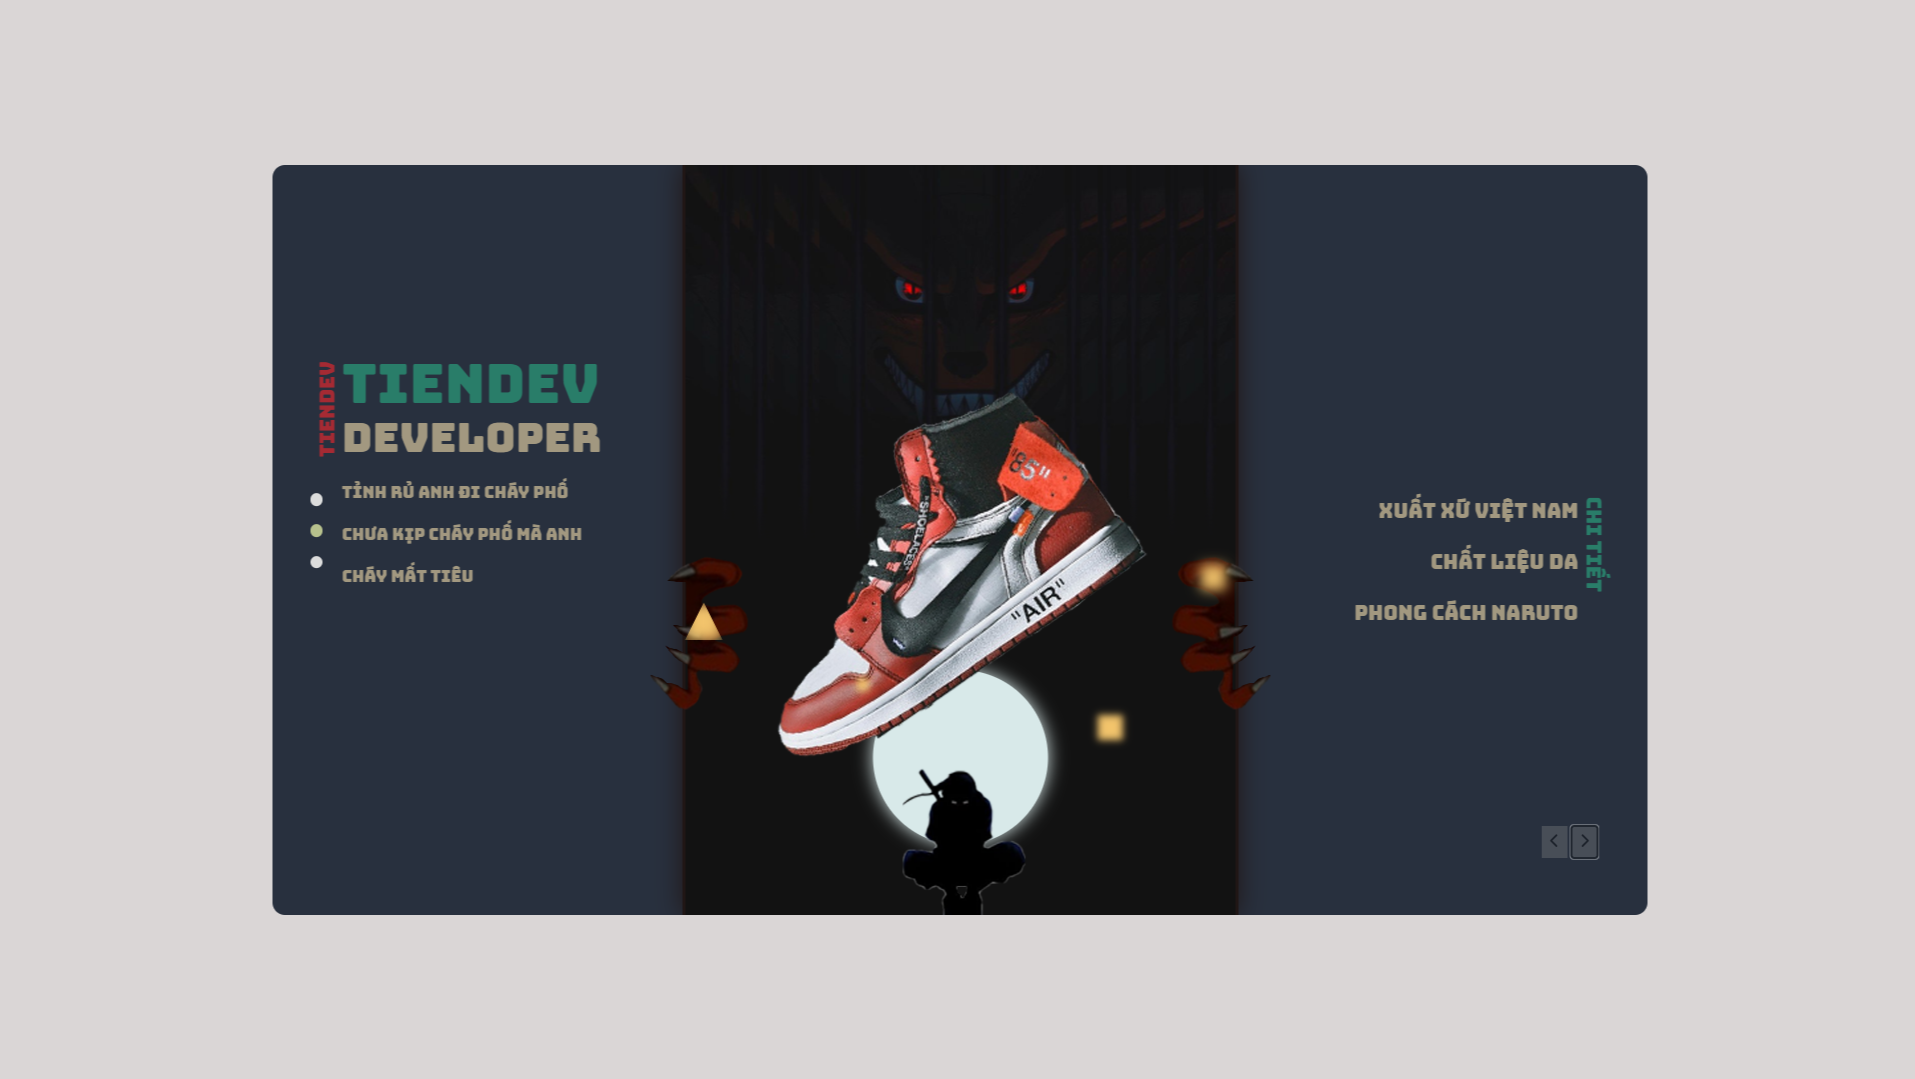 TIENDEV
TIENDEV
DEVELOPER
TỈNH RỦ ANH ĐI CHÁY PHỐ
CHƯA KỊP CHÁY PHỐ MÀ ANH
CHÁY MẤT TIÊU
"85"
"SHOELACES"
"AIR"
XUẤT XỨ VIỆT NAM
CHẤT LIỆU DA
PHONG CÁCH NARUTO
CHI TIẾT